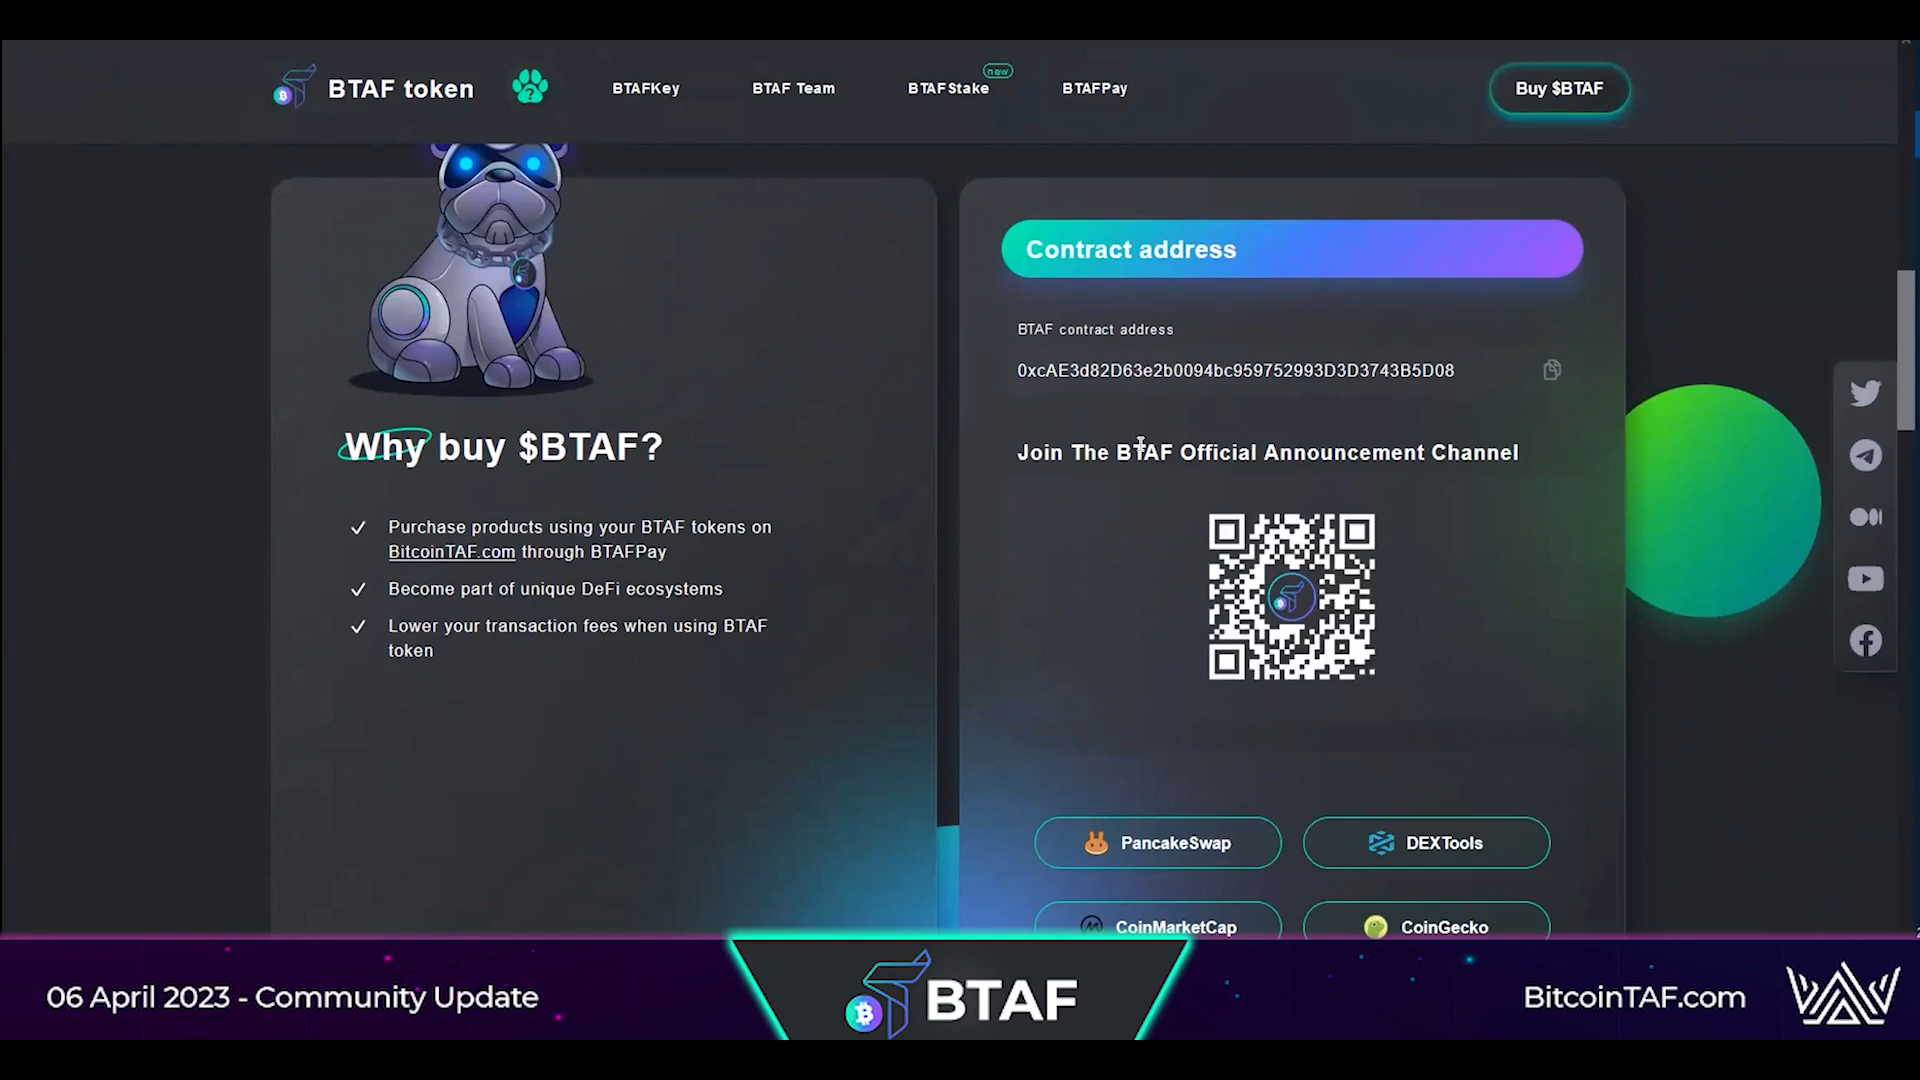 BTAF token
?
BTAFKey
BTAF Team
BTAFStake
new
BTAFPay
Buy $BTAF
Why buy $BTAF?
Purchase products using your BTAF tokens on
BitcoinTAF.com through BTAFPay
Become part of unique DeFi ecosystems
Lower your transaction fees when using BTAF
token
Contract address
BTAF contract address
0xcAE3d82D63e2b0094bc959752993D3D3743B5D08
Join The BTAF Official Announcement Channel
PancakeSwap
DEXTools
CoinMarketCap
CoinGecko
06 April 2023 - Community Update
BTAF
BitcoinTAF.com